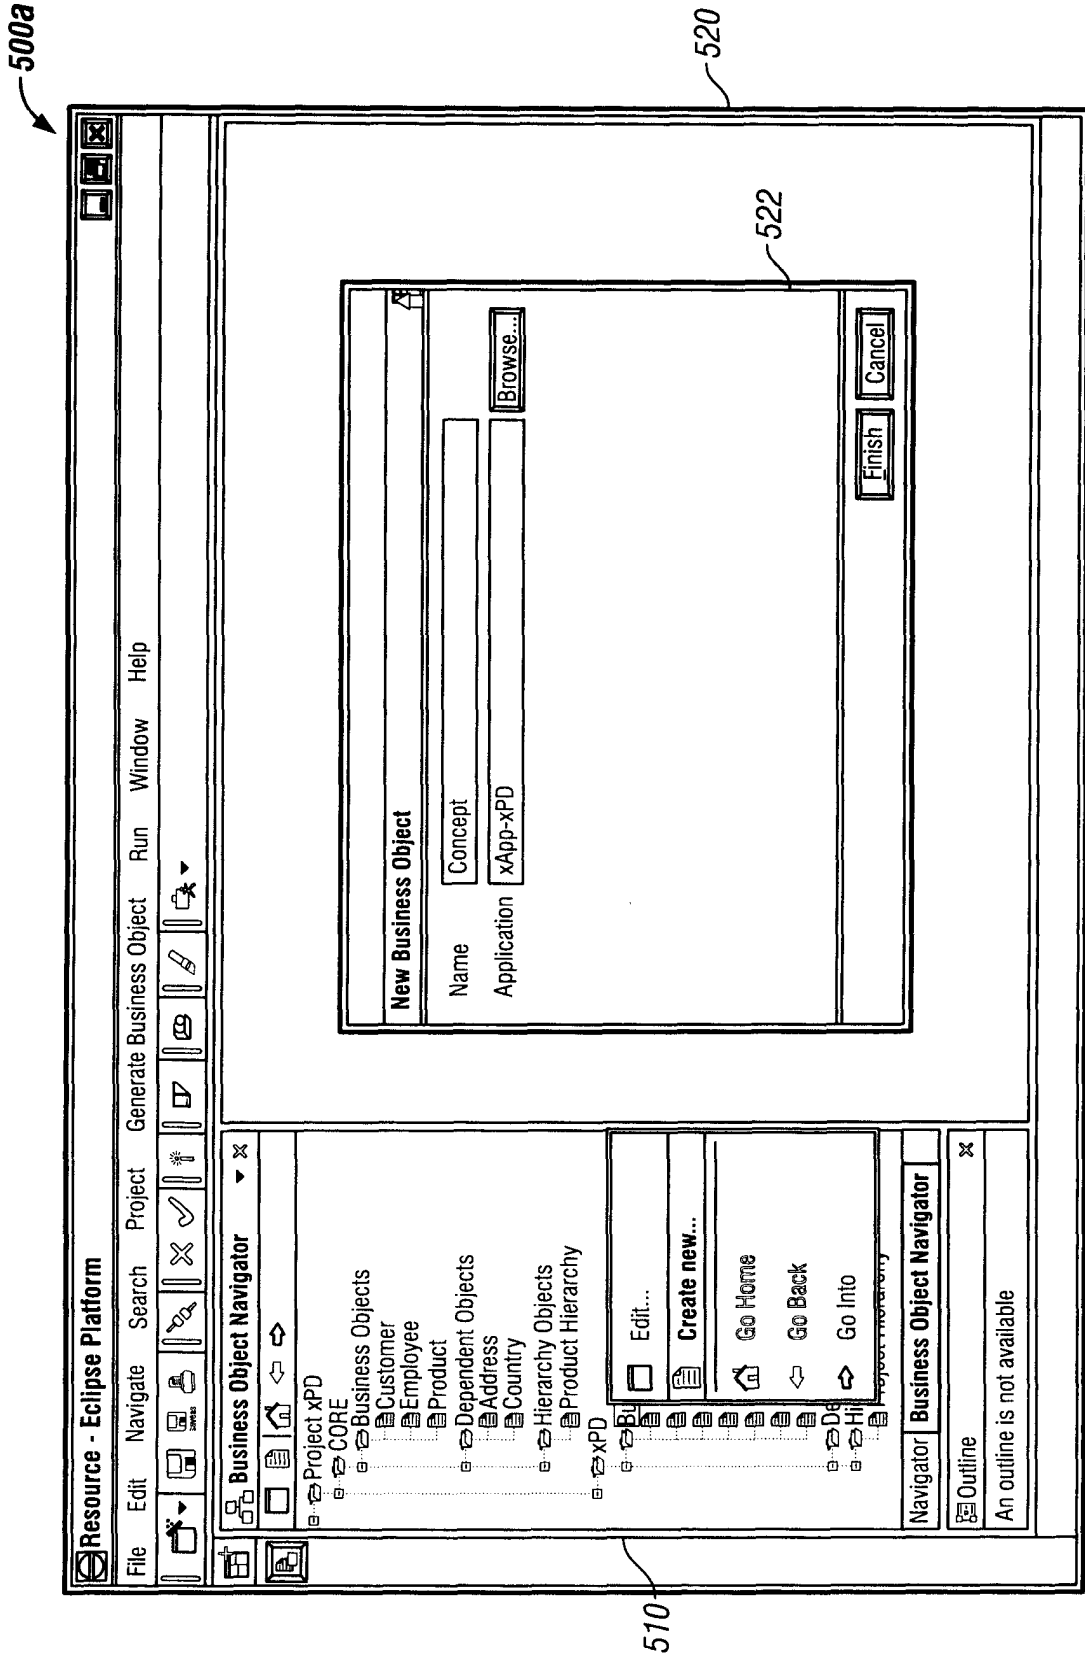 500a
Resource - Eclipse Platform
File Edit Navigate Search Project Generate Business Object Run Window Help
Business Object Navigator
Project xPD
CORE
Business Objects
Customer
Employee
Product
Dependent Objects
Address
Country
Hierarchy Objects
Product Hierarchy
xPD
Bu
De
Hi
Edit...
Create new...
Go Home
Go Back
Go Into
Navigator Business Object Navigator
Outline
An outline is not available
New Business Object
Name Concept
Application xApp-xPD Browse...
Finish Cancel
510
520
522